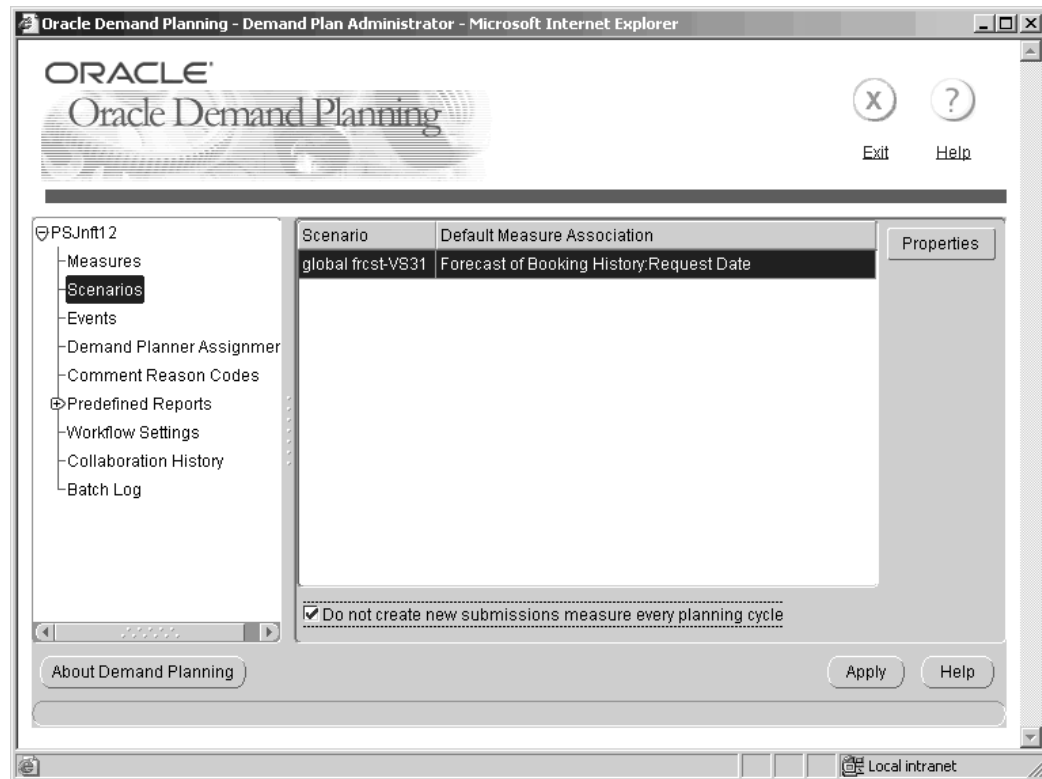 Oracle Demand Planning - Demand Plan Administrator - Microsoft Internet Explorer
ORACLE'
Oracle Demand Planning
X
?
Exit
Help
PSJnft12
Measures
Scenarios
Events
Demand Planner Assignmer
Comment Reason Codes
Predefined Reports
Workflow Settings
Collaboration History
Batch Log
Scenario
Default Measure Association
global frcst-VS31
Forecast of Booking History:Request Date
Properties
Do not create new submissions measure every planning cycle
About Demand Planning
Apply
Help
Local intranet